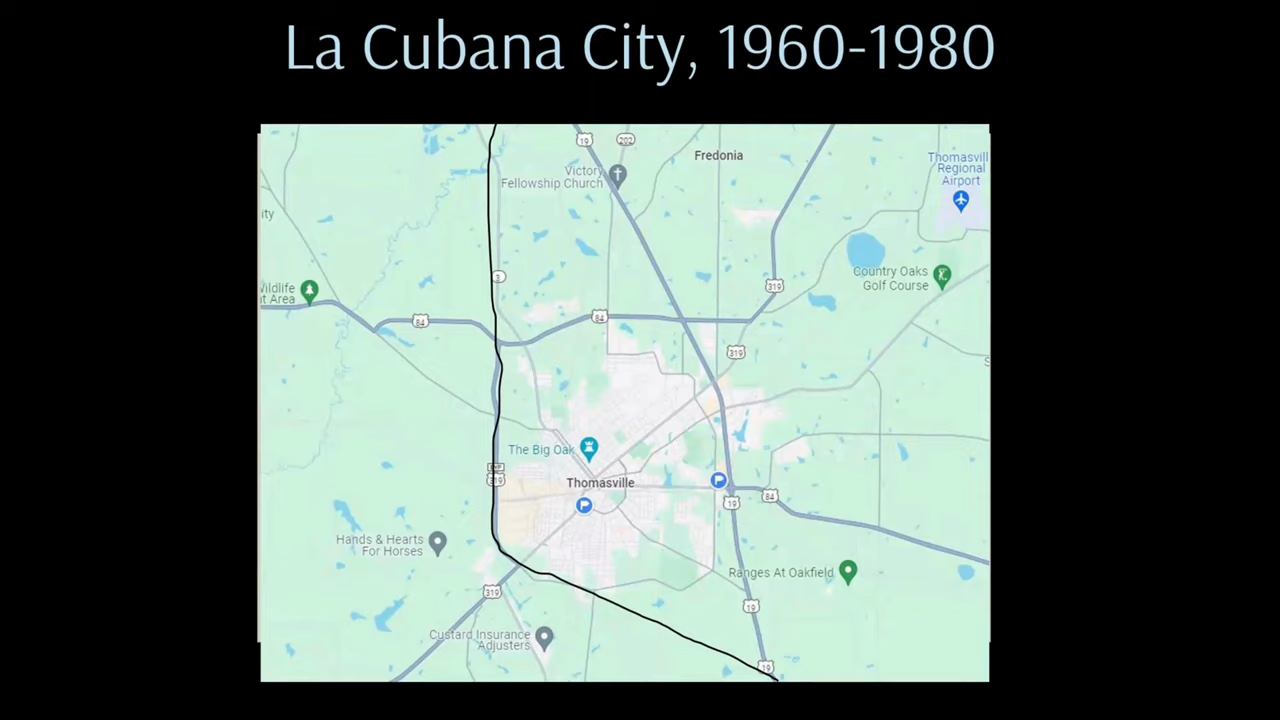 La Cubana City, 1960-1980
19
202
Fredonia
Thomasvill
Regional
Airport
Victory
Fellowship Church
ity
3
Country Oaks
Golf Course
319
Wildlife
t Area
84
84
319
The Big Oak
Thomasville
319
84
19
Hands & Hearts
For Horses
Ranges At Oakfield
319
19
Custard Insurance
Adjusters
19